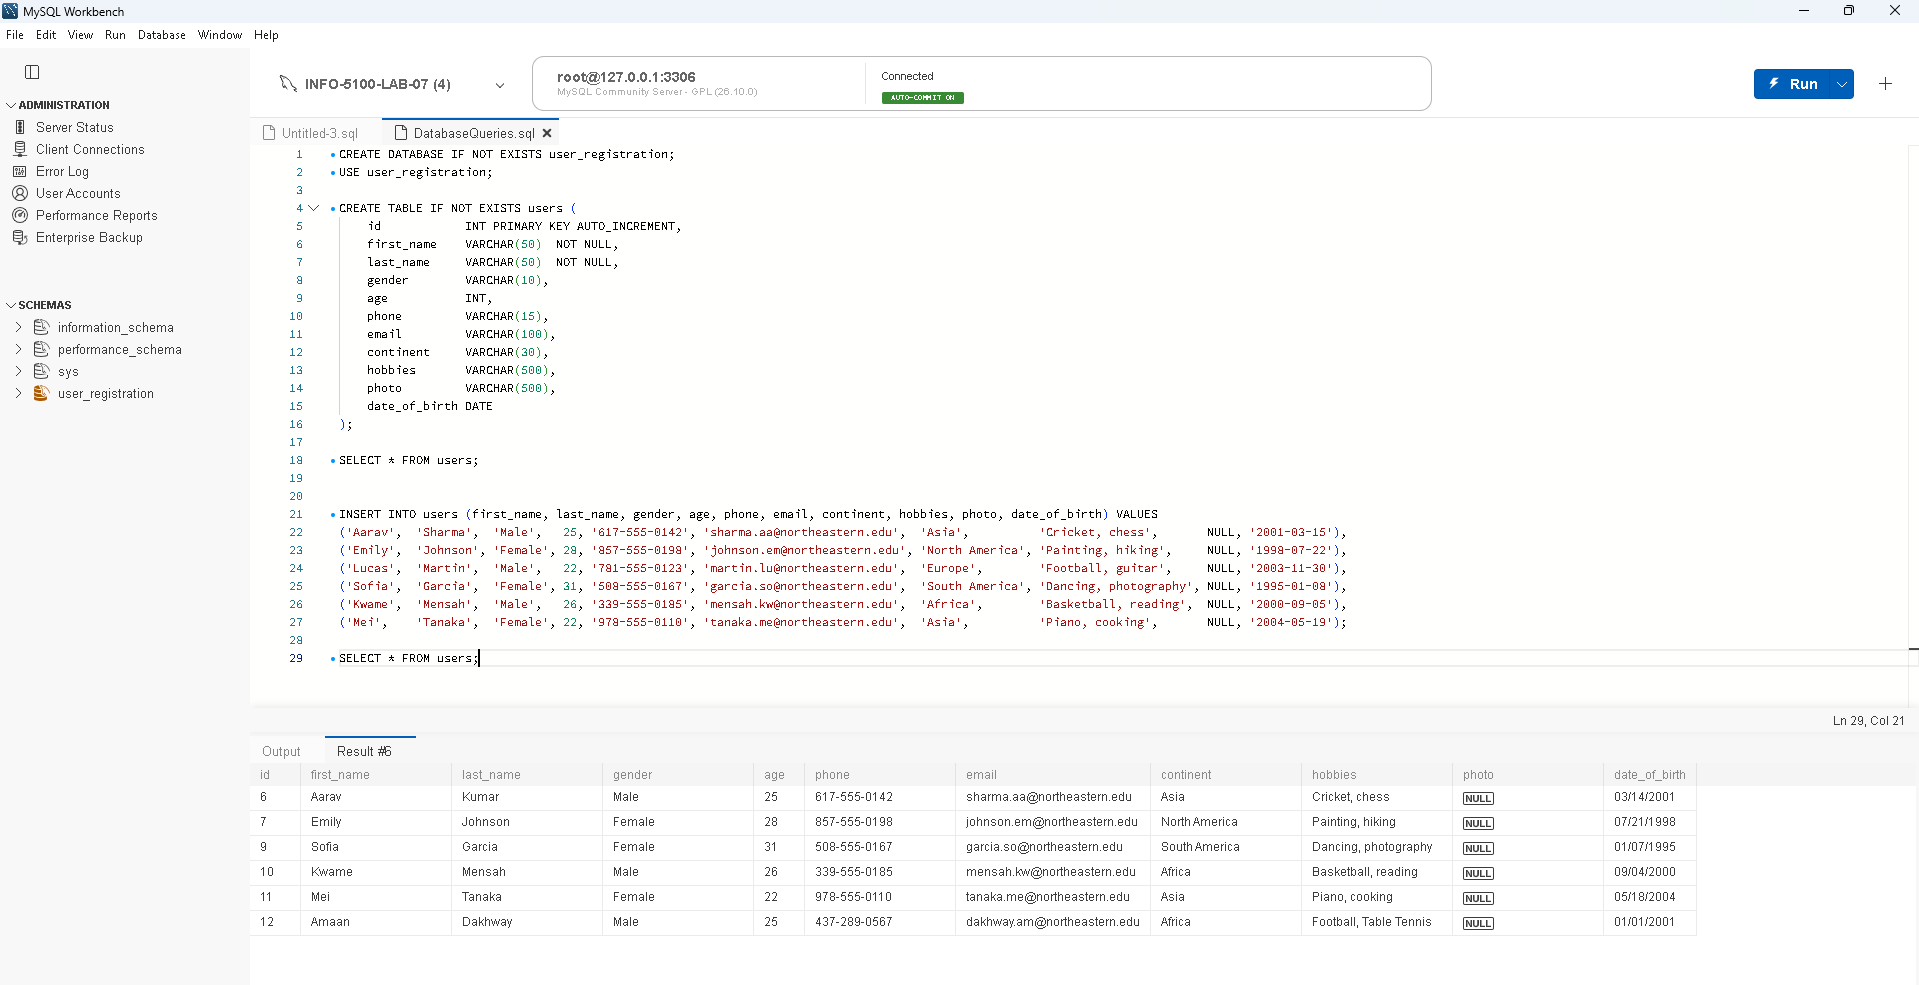 MySQL Workbench
File Edit View Run Database Window Help
INFO-5100-LAB-07 (4)
root@127.0.0.1:3306
MySQL Community Server - GPL (26.10.0)
Connected
AUTO-COMMIT ON
Run
ADMINISTRATION
Server Status
Client Connections
Error Log
User Accounts
Performance Reports
Enterprise Backup
SCHEMAS
information_schema
performance_schema
sys
user_registration
Untitled-3.sql DatabaseQueries.sql
1 CREATE DATABASE IF NOT EXISTS user_registration;
2 USE user_registration;
3
4 CREATE TABLE IF NOT EXISTS users (
5 id INT PRIMARY KEY AUTO_INCREMENT,
6 first_name VARCHAR(50) NOT NULL,
7 last_name VARCHAR(50) NOT NULL,
8 gender VARCHAR(10),
9 age INT,
10 phone VARCHAR(15),
11 email VARCHAR(100),
12 continent VARCHAR(30),
13 hobbies VARCHAR(500),
14 photo VARCHAR(500),
15 date_of_birth DATE
16 );
17
18 SELECT * FROM users;
19
20
21 INSERT INTO users (first_name, last_name, gender, age, phone, email, continent, hobbies, photo, date_of_birth) VALUES
22 ('Aarav', 'Sharma', 'Male', 25, '617-555-0142', 'sharma.aa@northeastern.edu', 'Asia', 'Cricket, chess', NULL, '2001-03-15'),
23 ('Emily', 'Johnson', 'Female', 28, '857-555-0198', 'johnson.em@northeastern.edu', 'North America', 'Painting, hiking', NULL, '1998-07-22'),
24 ('Lucas', 'Martin', 'Male', 22, '781-555-0123', 'martin.lu@northeastern.edu', 'Europe', 'Football, guitar', NULL, '2003-11-30'),
25 ('Sofia', 'Garcia', 'Female', 31, '508-555-0167', 'garcia.so@northeastern.edu', 'South America', 'Dancing, photography', NULL, '1995-01-08'),
26 ('Kwame', 'Mensah', 'Male', 26, '339-555-0185', 'mensah.kw@northeastern.edu', 'Africa', 'Basketball, reading', NULL, '2000-09-05'),
27 ('Mei', 'Tanaka', 'Female', 22, '978-555-0110', 'tanaka.me@northeastern.edu', 'Asia', 'Piano, cooking', NULL, '2004-05-19');
28
29 SELECT * FROM users;
Ln 29, Col 21
Output Result #6
id first_name last_name gender age phone email continent hobbies photo date_of_birth
6 Aarav Kumar Male 25 617-555-0142 sharma.aa@northeastern.edu Asia Cricket, chess NULL 03/14/2001
7 Emily Johnson Female 28 857-555-0198 johnson.em@northeastern.edu North America Painting, hiking NULL 07/21/1998
9 Sofia Garcia Female 31 508-555-0167 garcia.so@northeastern.edu South America Dancing, photography NULL 01/07/1995
10 Kwame Mensah Male 26 339-555-0185 mensah.kw@northeastern.edu Africa Basketball, reading NULL 09/04/2000
11 Mei Tanaka Female 22 978-555-0110 tanaka.me@northeastern.edu Asia Piano, cooking NULL 05/18/2004
12 Amaan Dakhway Male 25 437-289-0567 dakhway.am@northeastern.edu Africa Football, Table Tennis NULL 01/01/2001